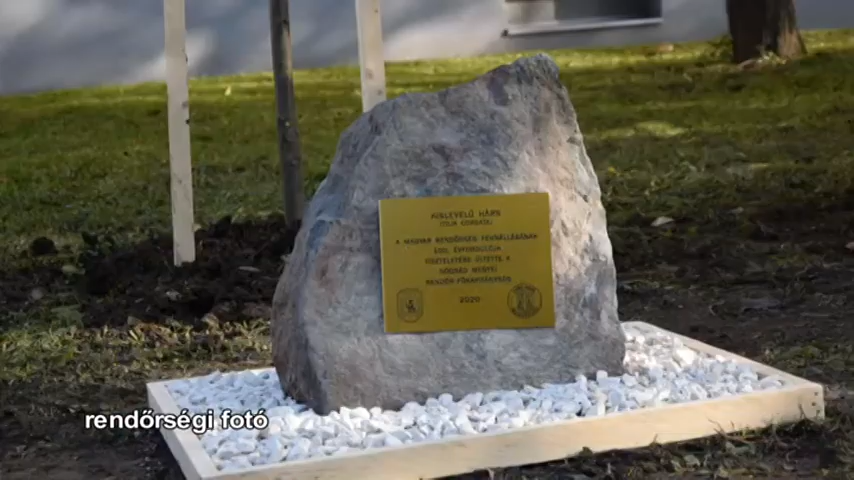 KISLEVELŰ HÁRS
(TILIA CORDATA)
A MAGYAR RENDŐRSÉG FENNÁLLÁSÁNAK
100. ÉVFORDULÓJA
TISZTELETÉRE ÜLTETTE A
NÓGRÁD MEGYEI
RENDŐR-FŐKAPITÁNYSÁG
2020
rendőrségi fotó